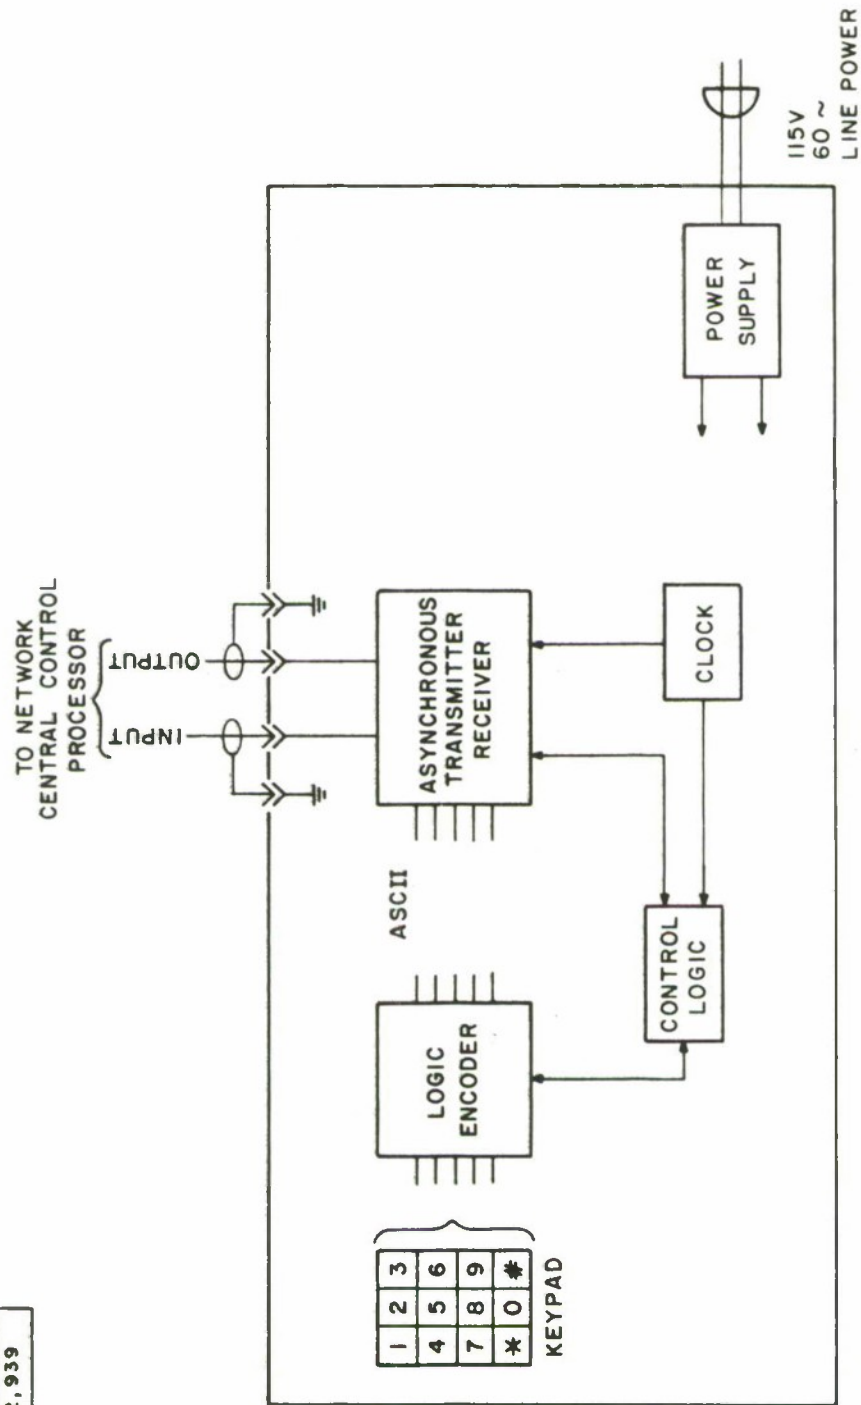 TO NETWORK
CENTRAL CONTROL
PROCESSOR
INPUT
OUTPUT
1 2 3
4 5 6
7 8 9
* 0 #
KEYPAD
LOGIC
ENCODER
ASCII
ASYNCHRONOUS
TRANSMITTER
RECEIVER
CONTROL
LOGIC
CLOCK
POWER
SUPPLY
115V
60 ~
LINE POWER